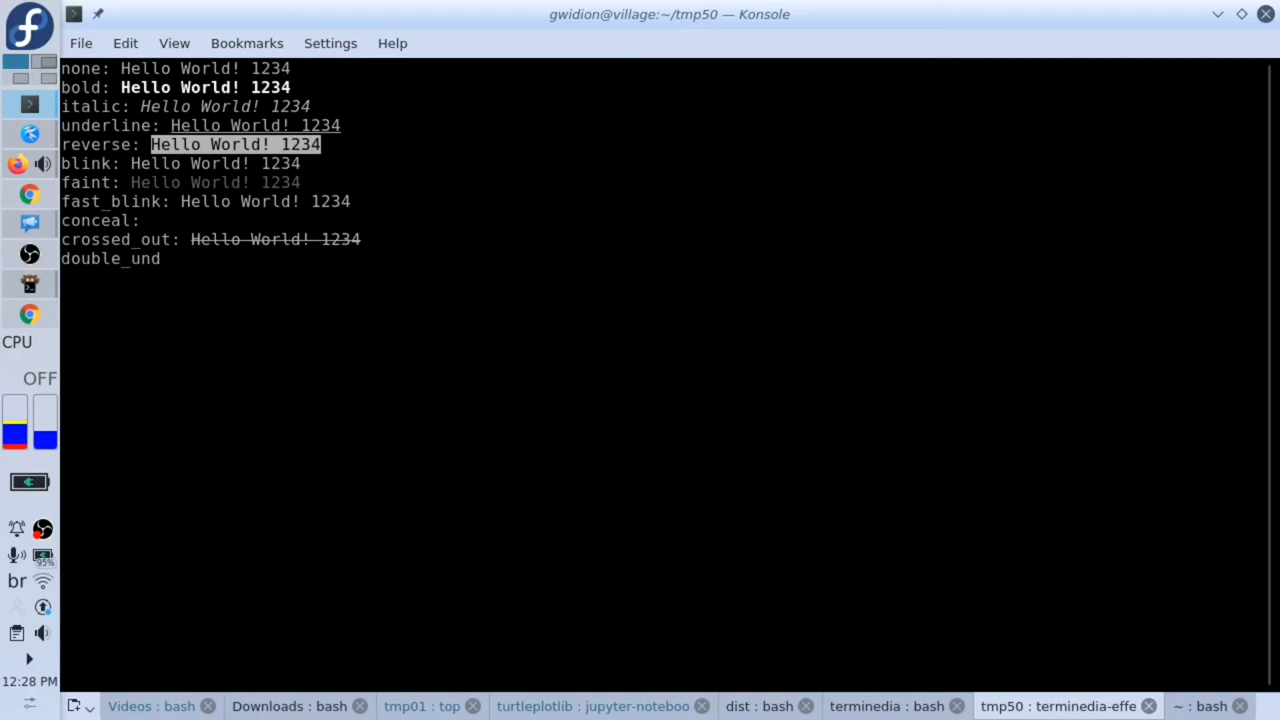 gwidion@village:~/tmp50 — Konsole
File Edit View Bookmarks Settings Help
none: Hello World! 1234
bold: Hello World! 1234
italic: Hello World! 1234
underline: Hello World! 1234
reverse: Hello World! 1234
blink: Hello World! 1234
faint: Hello World! 1234
fast_blink: Hello World! 1234
conceal:
crossed_out: Hello World! 1234
double_und
CPU
OFF
95%
br
12:28 PM
Videos : bash Downloads : bash tmp01 : top turtleplotlib : jupyter-noteboo dist : bash terminedia : bash tmp50 : terminedia-effe ~ : bash